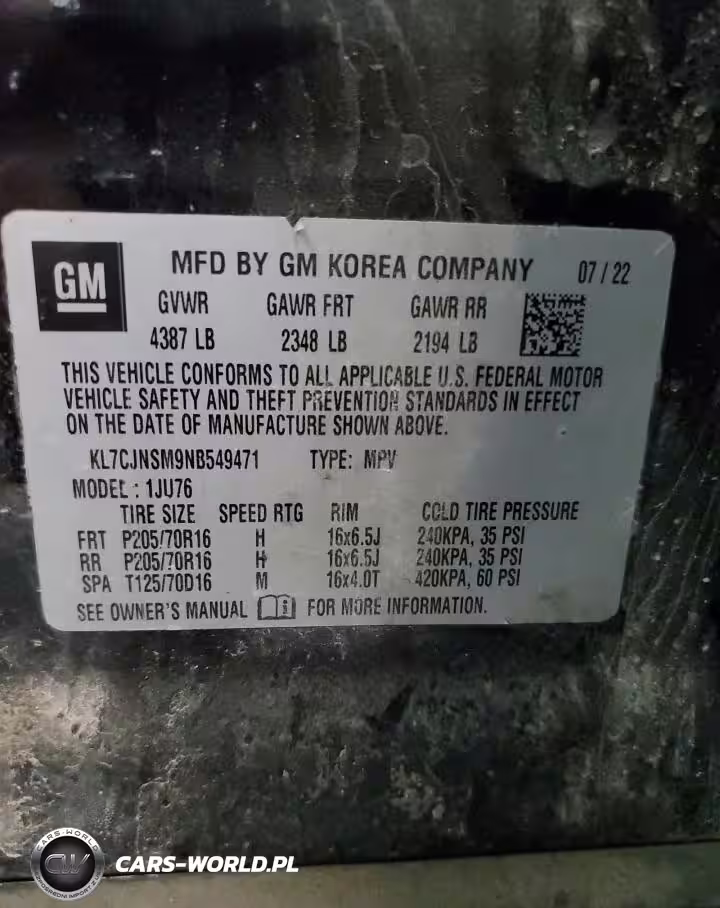 GM
MFD BY GM KOREA COMPANY 07 / 22
GVWR GAWR FRT GAWR RR
4387 LB 2348 LB 2194 LB
THIS VEHICLE CONFORMS TO ALL APPLICABLE U.S. FEDERAL MOTOR
VEHICLE SAFETY AND THEFT PREVENTION STANDARDS IN EFFECT
ON THE DATE OF MANUFACTURE SHOWN ABOVE.
KL7CJNSM9NB549471 TYPE: MPV
MODEL : 1JU76
TIRE SIZE SPEED RTG RIM COLD TIRE PRESSURE
FRT P205/70R16 H 16x6.5J 240KPA, 35 PSI
RR P205/70R16 H 16x6.5J 240KPA, 35 PSI
SPA T125/70D16 M 16x4.0T 420KPA, 60 PSI
SEE OWNER'S MANUAL FOR MORE INFORMATION.
CARS-WORLD
CW
CARS-WORLD.PL